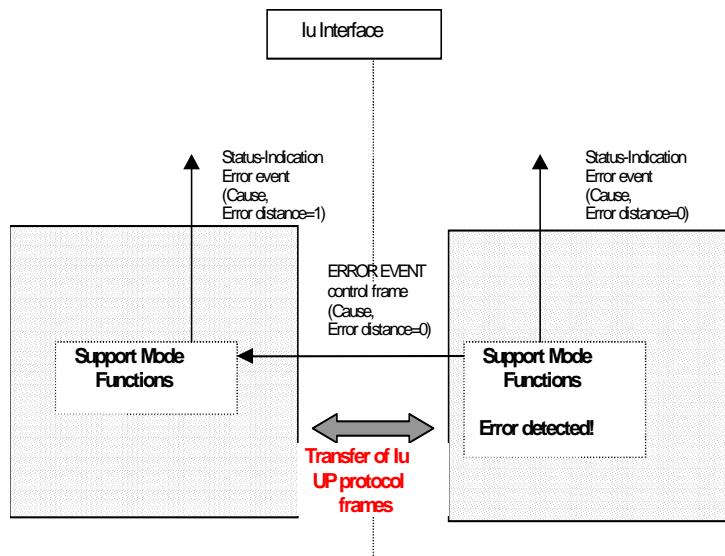 Iu Interface
Status-Indication
Error event
(Cause,
Error distance=1)
Status-Indication
Error event
(Cause,
Error distance=0)
ERROR EVENT
control frame
(Cause,
Error distance=0)
Support Mode
Functions
Support Mode
Functions
Error detected!
Transfer of Iu
UP protocol
frames